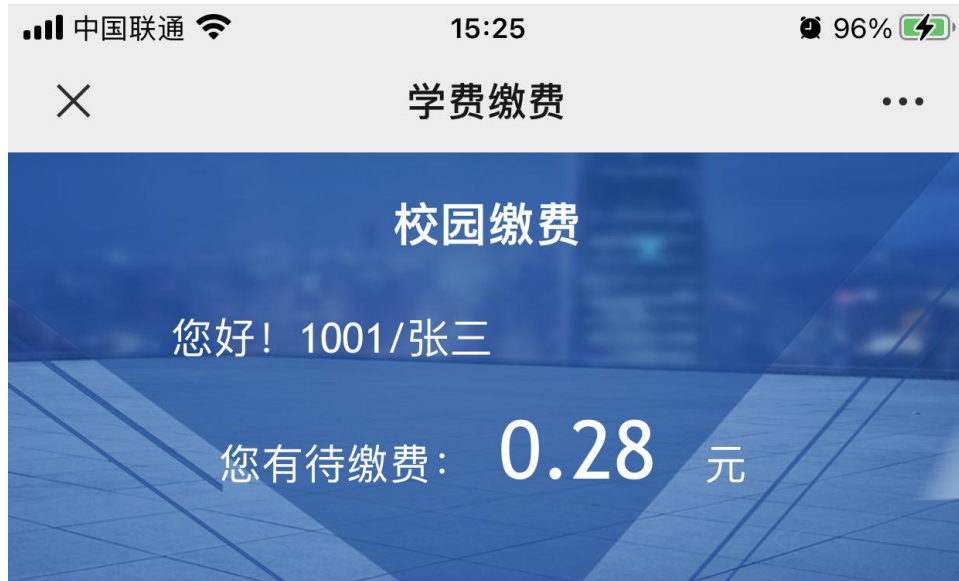 中国联通 15:25 96%
学费缴费
校园缴费
您好！1001/张三
您有待缴费： 0.28 元